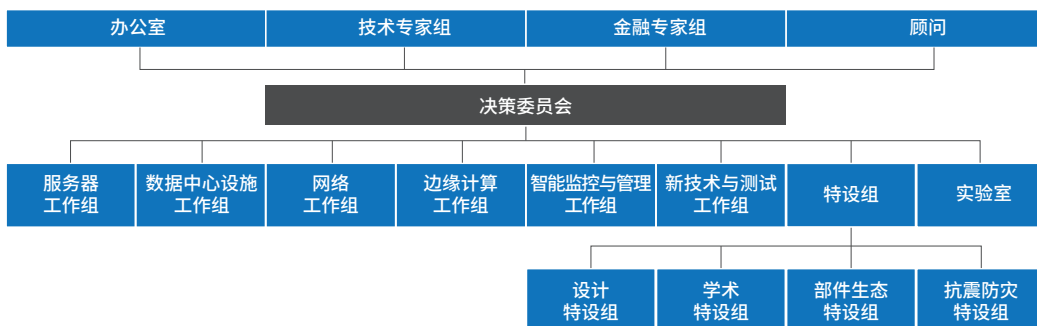 办公室
技术专家组
金融专家组
顾问
决策委员会
服务器
工作组
数据中心设施
工作组
网络
工作组
边缘计算
工作组
智能监控与管理
工作组
新技术与测试
工作组
特设组
实验室
设计
特设组
学术
特设组
部件生态
特设组
抗震防灾
特设组